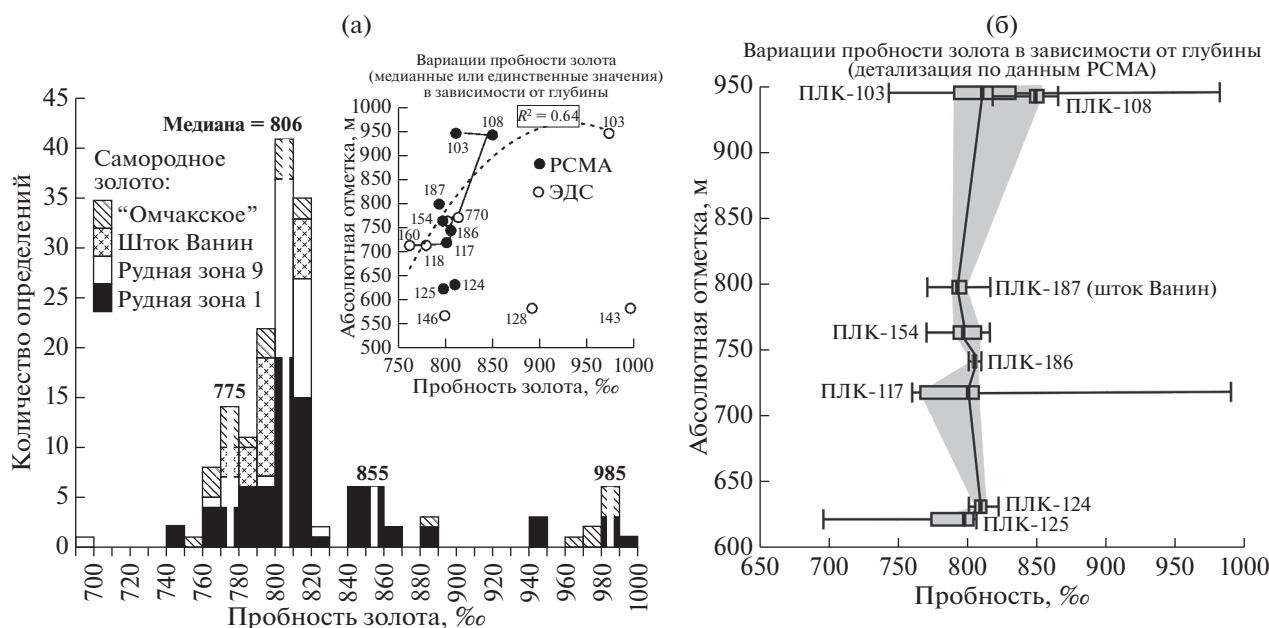 (а)
Вариации пробности золота
(медианные или единственные значения)
в зависимости от глубины
45
40
35
30
25
20
15
10
5
0
Количество определений
Медиана = 806
775
855
985
Самородное
золото:
“Омчакское”
Шток Ванин
Рудная зона 9
Рудная зона 1
700
720
740
760
780
800
820
840
860
880
900
920
940
960
980
1000
Пробность золота, ‰
1000
950
900
850
800
750
700
650
600
550
500
Абсолютная отметка, м
R² = 0.64
108
103
103
РСМА
ЭДС
187
154
770
160
186
117
118
125
124
146
128
143
750
800
850
900
950
1000
Пробность золота, ‰
(б)
Вариации пробности золота в зависимости от глубины
(детализация по данным РСМА)
950
900
850
800
750
700
650
600
Абсолютная отметка, м
ПЛК-103
ПЛК-108
ПЛК-187 (шток Ванин)
ПЛК-154
ПЛК-186
ПЛК-117
ПЛК-124
ПЛК-125
650
700
750
800
850
900
950
1000
Пробность, ‰